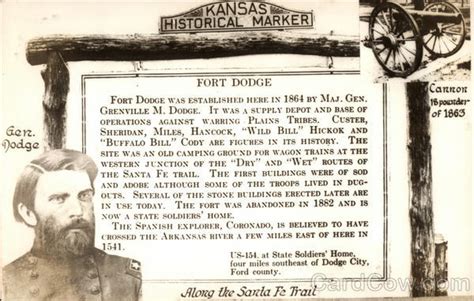 KANSAS
HISTORICAL MARKER
FORT DODGE
FORT DODGE WAS ESTABLISHED HERE IN 1864 BY MAJ. GEN.
GRENVILLE M. DODGE. IT WAS A SUPPLY DEPOT AND BASE OF
OPERATIONS AGAINST WARRING PLAINS TRIBES. CUSTER,
SHERIDAN, MILES, HANCOCK, "WILD BILL" HICKOK AND
"BUFFALO BILL" CODY ARE FIGURES IN ITS HISTORY. THE
SITE WAS AN OLD CAMPING GROUND FOR WAGON TRAINS AT THE
WESTERN JUNCTION OF THE "DRY" AND "WET" ROUTES OF
THE SANTA FE TRAIL. THE FIRST BUILDINGS WERE OF SOD
AND ADOBE ALTHOUGH SOME OF THE TROOPS LIVED IN DUG-
OUTS. SEVERAL OF THE STONE BUILDINGS ERECTED LATER ARE
IN USE TODAY. THE FORT WAS ABANDONED IN 1882 AND IS
NOW A STATE SOLDIERS' HOME.
THE SPANISH EXPLORER, CORONADO, IS BELIEVED TO HAVE
CROSSED THE ARKANSAS RIVER A FEW MILES EAST OF HERE IN
1541.
US-154, at State Soldiers' Home,
four miles southeast of Dodge City,
Ford county.
Gen.
Dodge
Cannon
18 pounder
of 1863
Along the Santa Fe Trail
CardCow.com